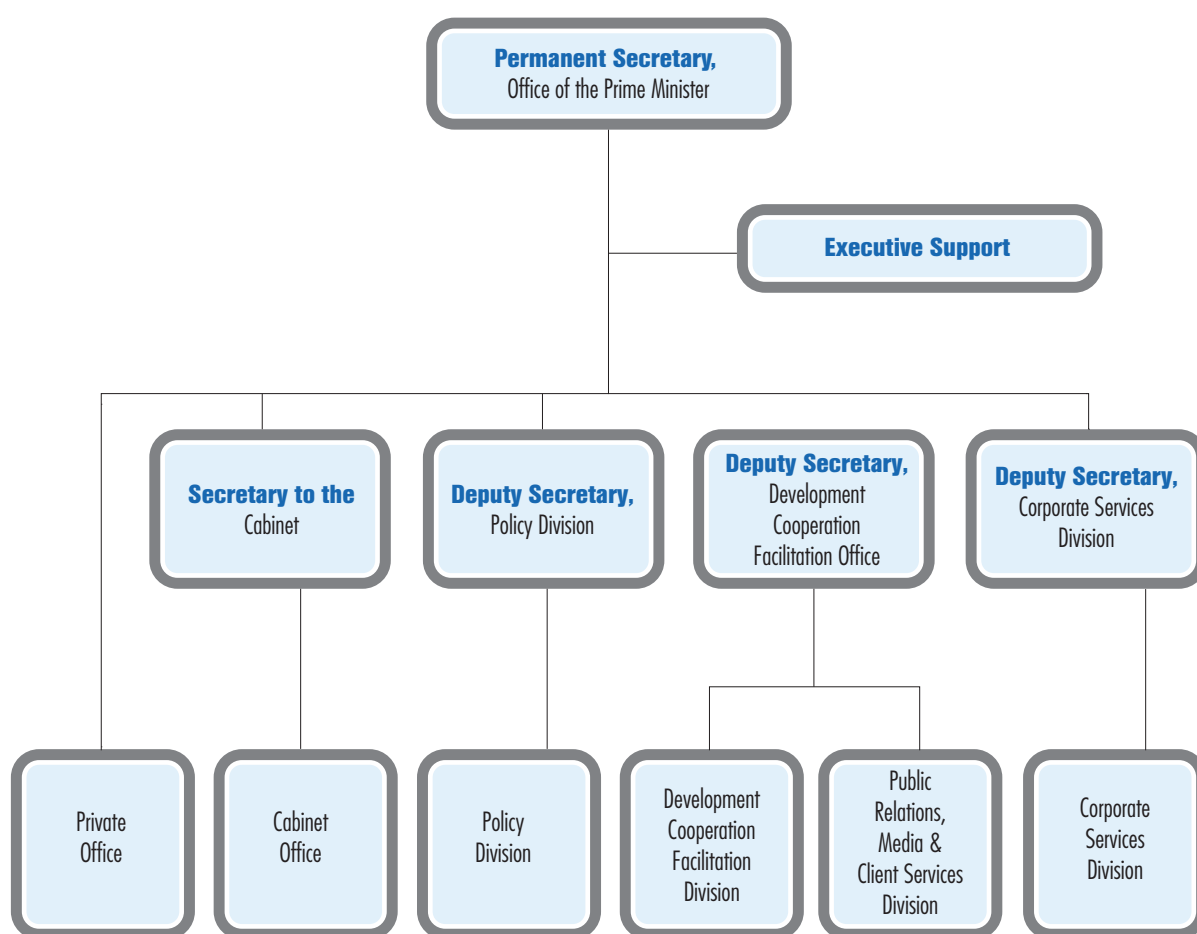 Permanent Secretary,
Office of the Prime Minister
Executive Support
Secretary to the
Cabinet
Deputy Secretary,
Policy Division
Deputy Secretary,
Development
Cooperation
Facilitation Office
Deputy Secretary,
Corporate Services
Division
Private
Office
Cabinet
Office
Policy
Division
Development
Cooperation
Facilitation
Division
Public
Relations,
Media &
Client Services
Division
Corporate
Services
Division